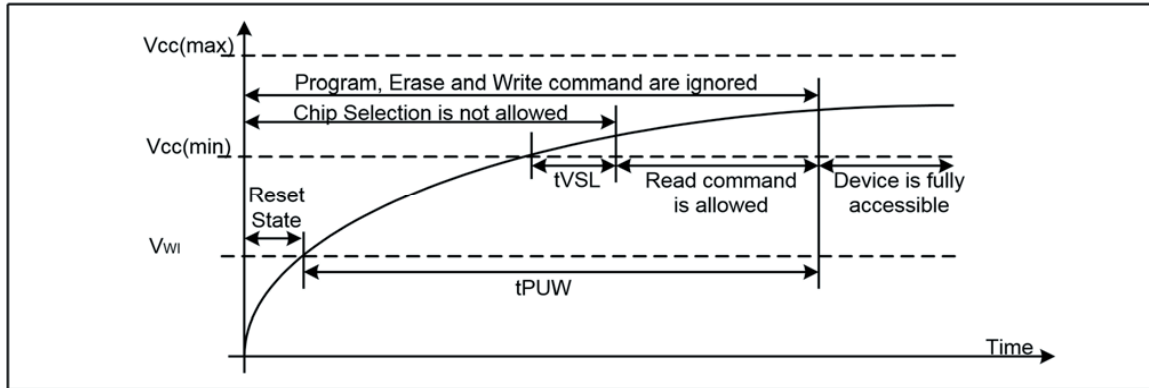 Vcc(max)
Program, Erase and Write command are ignored
Chip Selection is not allowed
Vcc(min)
tVSL
Read command
is allowed
Device is fully
accessible
Reset
State
VWI
tPUW
Time